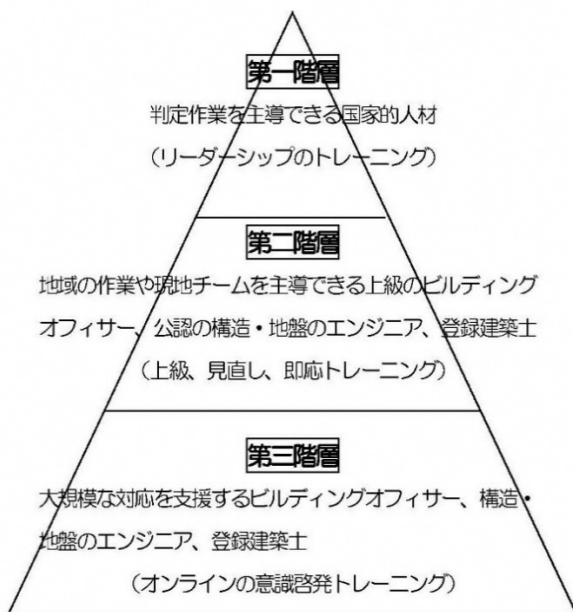 第一階層
判定作業を主導できる国家的人材
（リーダーシップのトレーニング）
第二階層
地域の作業や現地チームを主導できる上級のビルディング
オフィサー、公認の構造・地盤のエンジニア、登録建築士
（上級、見直し、即応トレーニング）
第三階層
大規模な対応を支援するビルディングオフィサー、構造・
地盤のエンジニア、登録建築士
（オンラインの意識啓発トレーニング）